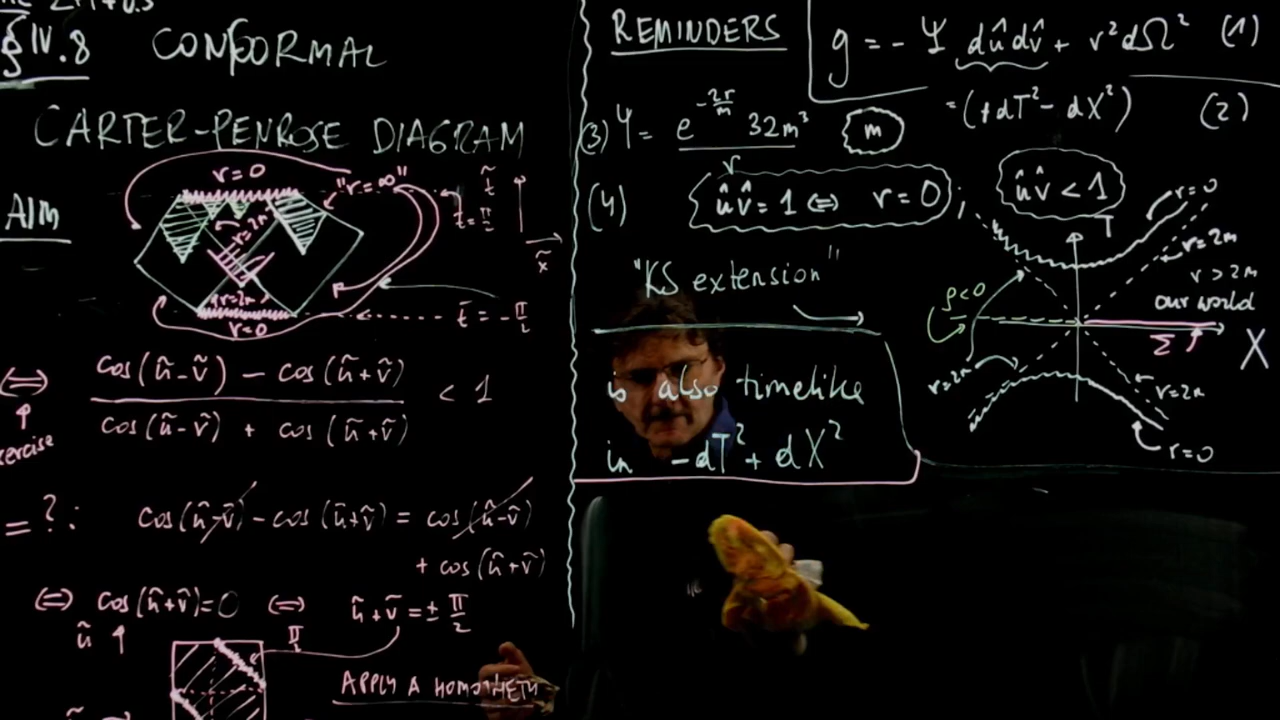 §IV.8 CONFORMAL
CARTER-PENROSE DIAGRAM
AIM
r=0
"r=∞"
r=2m
r=2m
r=0
t̃
t̃=π/2
x̃
t̃=-π/2
⇔ (cos(ũ-ṽ) - cos(ũ+ṽ)) / (cos(ũ-ṽ) + cos(ũ+ṽ)) < 1
=?: cos(ũ-ṽ) - cos(ũ+ṽ) = cos(ũ-ṽ)
+ cos(ũ+ṽ)
⇔ cos(ũ+ṽ)=0 ⇔ ũ+ṽ=±π/2
ũ
π/2
APPLY A
REMINDERS
g = - Ψ dûdv̂ + r²dΩ² (1)
=(+dT²-dX²) (2)
(3) Ψ = e^(-2r/m) 32m³ / r
m
(4) ûv̂=1 ⇔ r=0;
ûv̂<1
"KS extension"
is also timelike
in -dT²+dX²
T
r=0
r=2m
r>2m
our world
Σ
X
ρ<0
r=2m
r=2m
r=0